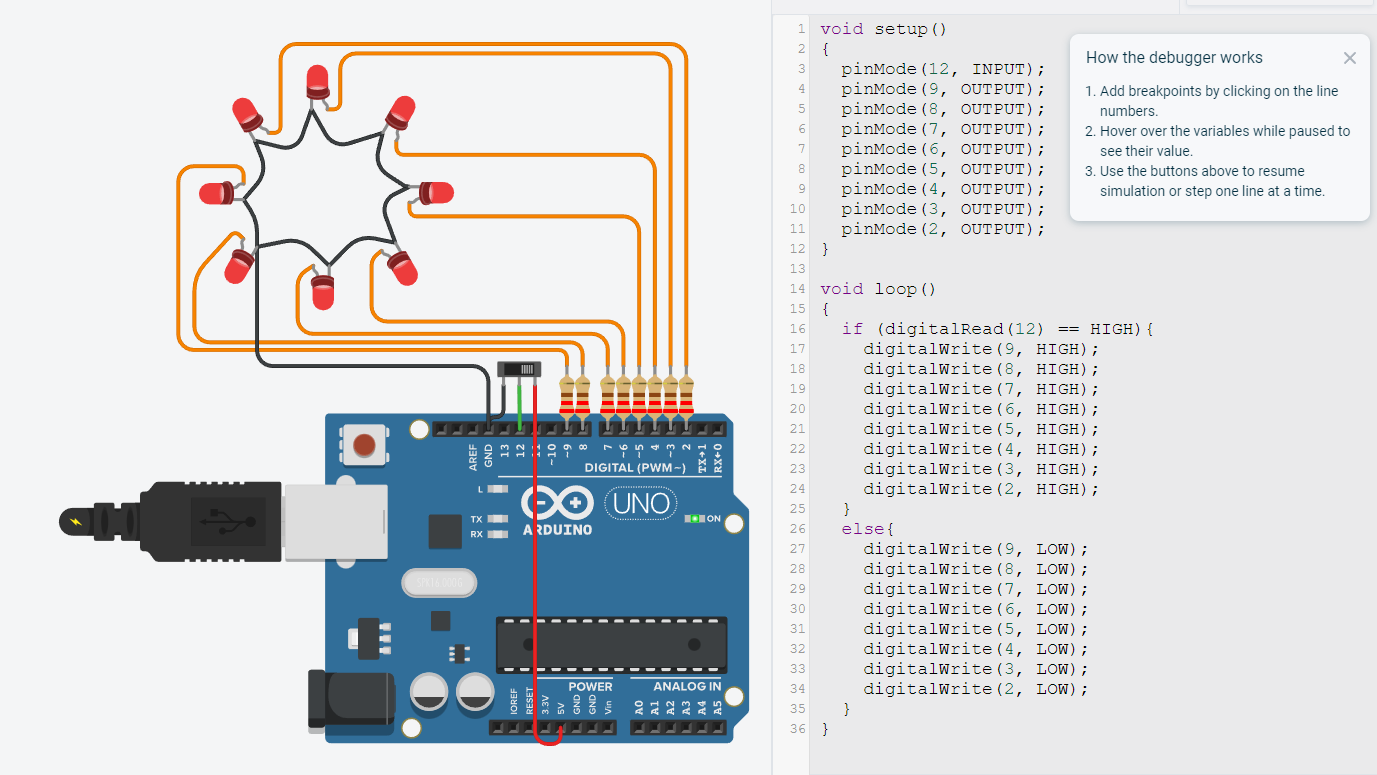 AREF
GND
13
12
11
~10
~9
8
7
~6
~5
4
~3
2
TX→1
RX←0
DIGITAL (PWM~)
L
TX
RX
ARDUINO
UNO
ON
POWER
ANALOG IN
IOREF
RESET
3.3V
5V
GND
GND
Vin
A0
A1
A2
A3
A4
A5
1 void setup()
2 {
3 pinMode(12, INPUT);
4 pinMode(9, OUTPUT);
5 pinMode(8, OUTPUT);
6 pinMode(7, OUTPUT);
7 pinMode(6, OUTPUT);
8 pinMode(5, OUTPUT);
9 pinMode(4, OUTPUT);
10 pinMode(3, OUTPUT);
11 pinMode(2, OUTPUT);
12 }
13
14 void loop()
15 {
16 if (digitalRead(12) == HIGH){
17 digitalWrite(9, HIGH);
18 digitalWrite(8, HIGH);
19 digitalWrite(7, HIGH);
20 digitalWrite(6, HIGH);
21 digitalWrite(5, HIGH);
22 digitalWrite(4, HIGH);
23 digitalWrite(3, HIGH);
24 digitalWrite(2, HIGH);
25 }
26 else{
27 digitalWrite(9, LOW);
28 digitalWrite(8, LOW);
29 digitalWrite(7, LOW);
30 digitalWrite(6, LOW);
31 digitalWrite(5, LOW);
32 digitalWrite(4, LOW);
33 digitalWrite(3, LOW);
34 digitalWrite(2, LOW);
35 }
36 }
How the debugger works
1. Add breakpoints by clicking on the line
numbers.
2. Hover over the variables while paused to
see their value.
3. Use the buttons above to resume
simulation or step one line at a time.